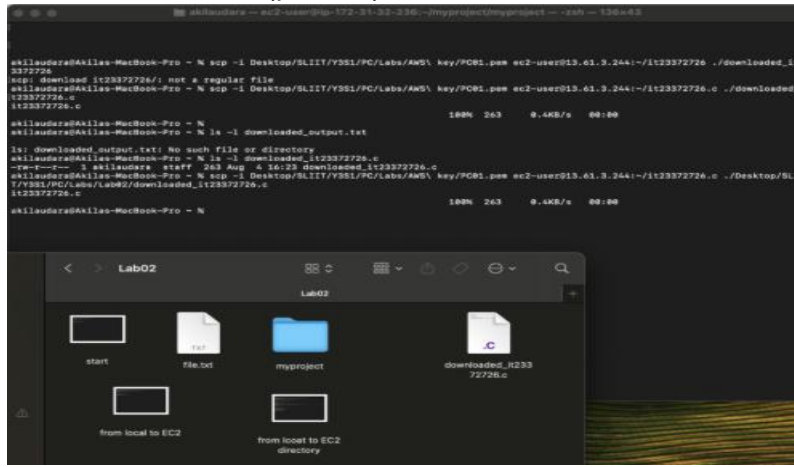 akilaudara — ec2-user@ip-172-31-32-236:~/myproject/myproject — -zsh — 136×43
akilaudara@Akilas-MacBook-Pro ~ % scp -i Desktop/SLIIT/Y3S1/PC/Labs/AWS\ key/PC01.pem ec2-user@13.61.3.244:~/it23372726 ./downloaded_i
3372726
scp: download it23372726/: not a regular file
akilaudara@Akilas-MacBook-Pro ~ % scp -i Desktop/SLIIT/Y3S1/PC/Labs/AWS\ key/PC01.pem ec2-user@13.61.3.244:~/it23372726.c ./downloaded
it23372726.c
it23372726.c 100% 263 0.4KB/s 00:00
akilaudara@Akilas-MacBook-Pro ~ %
akilaudara@Akilas-MacBook-Pro ~ % ls -l downloaded_output.txt
ls: downloaded_output.txt: No such file or directory
akilaudara@Akilas-MacBook-Pro ~ % ls -l downloaded_it23372726.c
-rw-r--r-- 1 akilaudara staff 263 Aug 4 16:23 downloaded_it23372726.c
akilaudara@Akilas-MacBook-Pro ~ % scp -i Desktop/SLIIT/Y3S1/PC/Labs/AWS\ key/PC01.pem ec2-user@13.61.3.244:~/it23372726.c ./Desktop/SL
T/Y3S1/PC/Labs/Lab02/downloaded_it23372726.c
it23372726.c 100% 263 0.4KB/s 00:00
akilaudara@Akilas-MacBook-Pro ~ %
Lab02
Lab02
TXT
.C
start
file.txt
myproject
downloaded_it233
72726.c
from local to EC2
from locat to EC2
directory